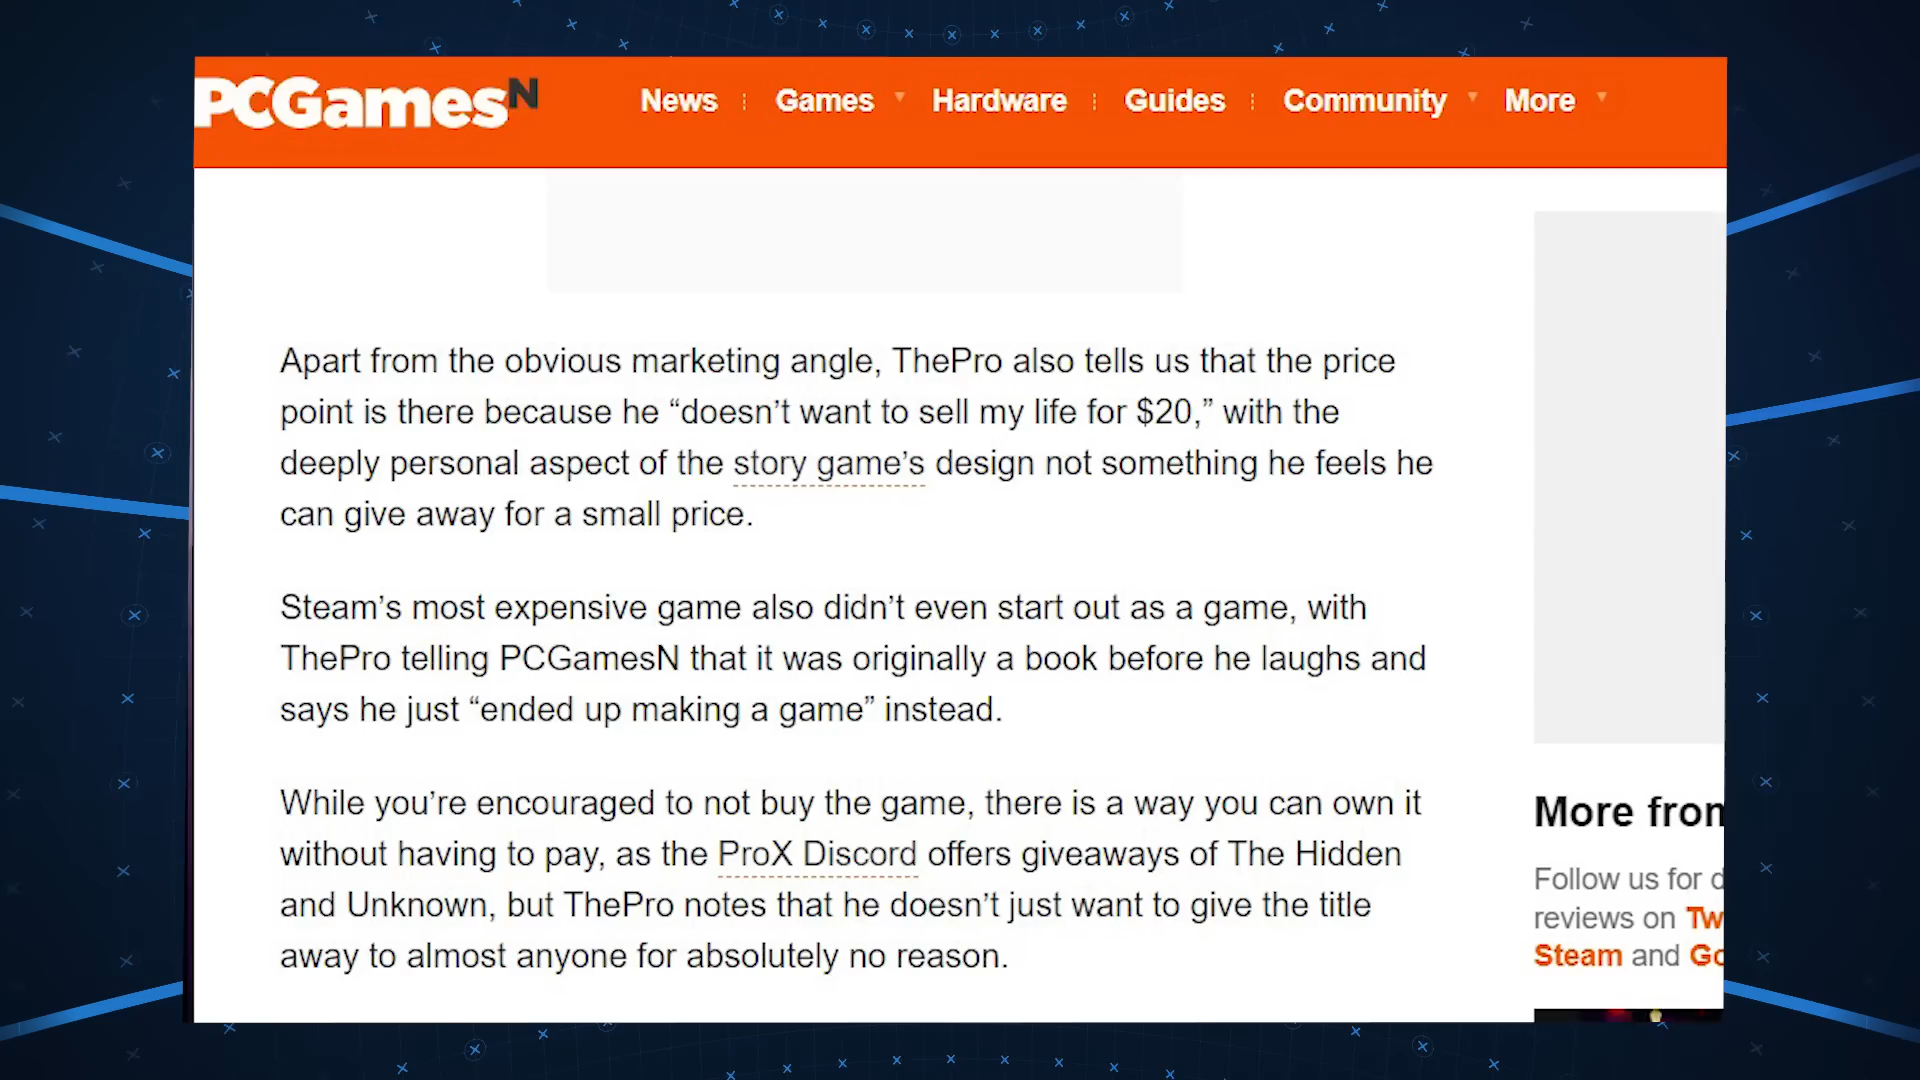 PCGamesN
News Games Hardware Guides Community More
Apart from the obvious marketing angle, ThePro also tells us that the price
point is there because he “doesn’t want to sell my life for $20,” with the
deeply personal aspect of the story game’s design not something he feels he
can give away for a small price.
Steam’s most expensive game also didn’t even start out as a game, with
ThePro telling PCGamesN that it was originally a book before he laughs and
says he just “ended up making a game” instead.
While you’re encouraged to not buy the game, there is a way you can own it
without having to pay, as the ProX Discord offers giveaways of The Hidden
and Unknown, but ThePro notes that he doesn’t just want to give the title
away to almost anyone for absolutely no reason.
More from
Follow us for d
reviews on Tw
Steam and Go